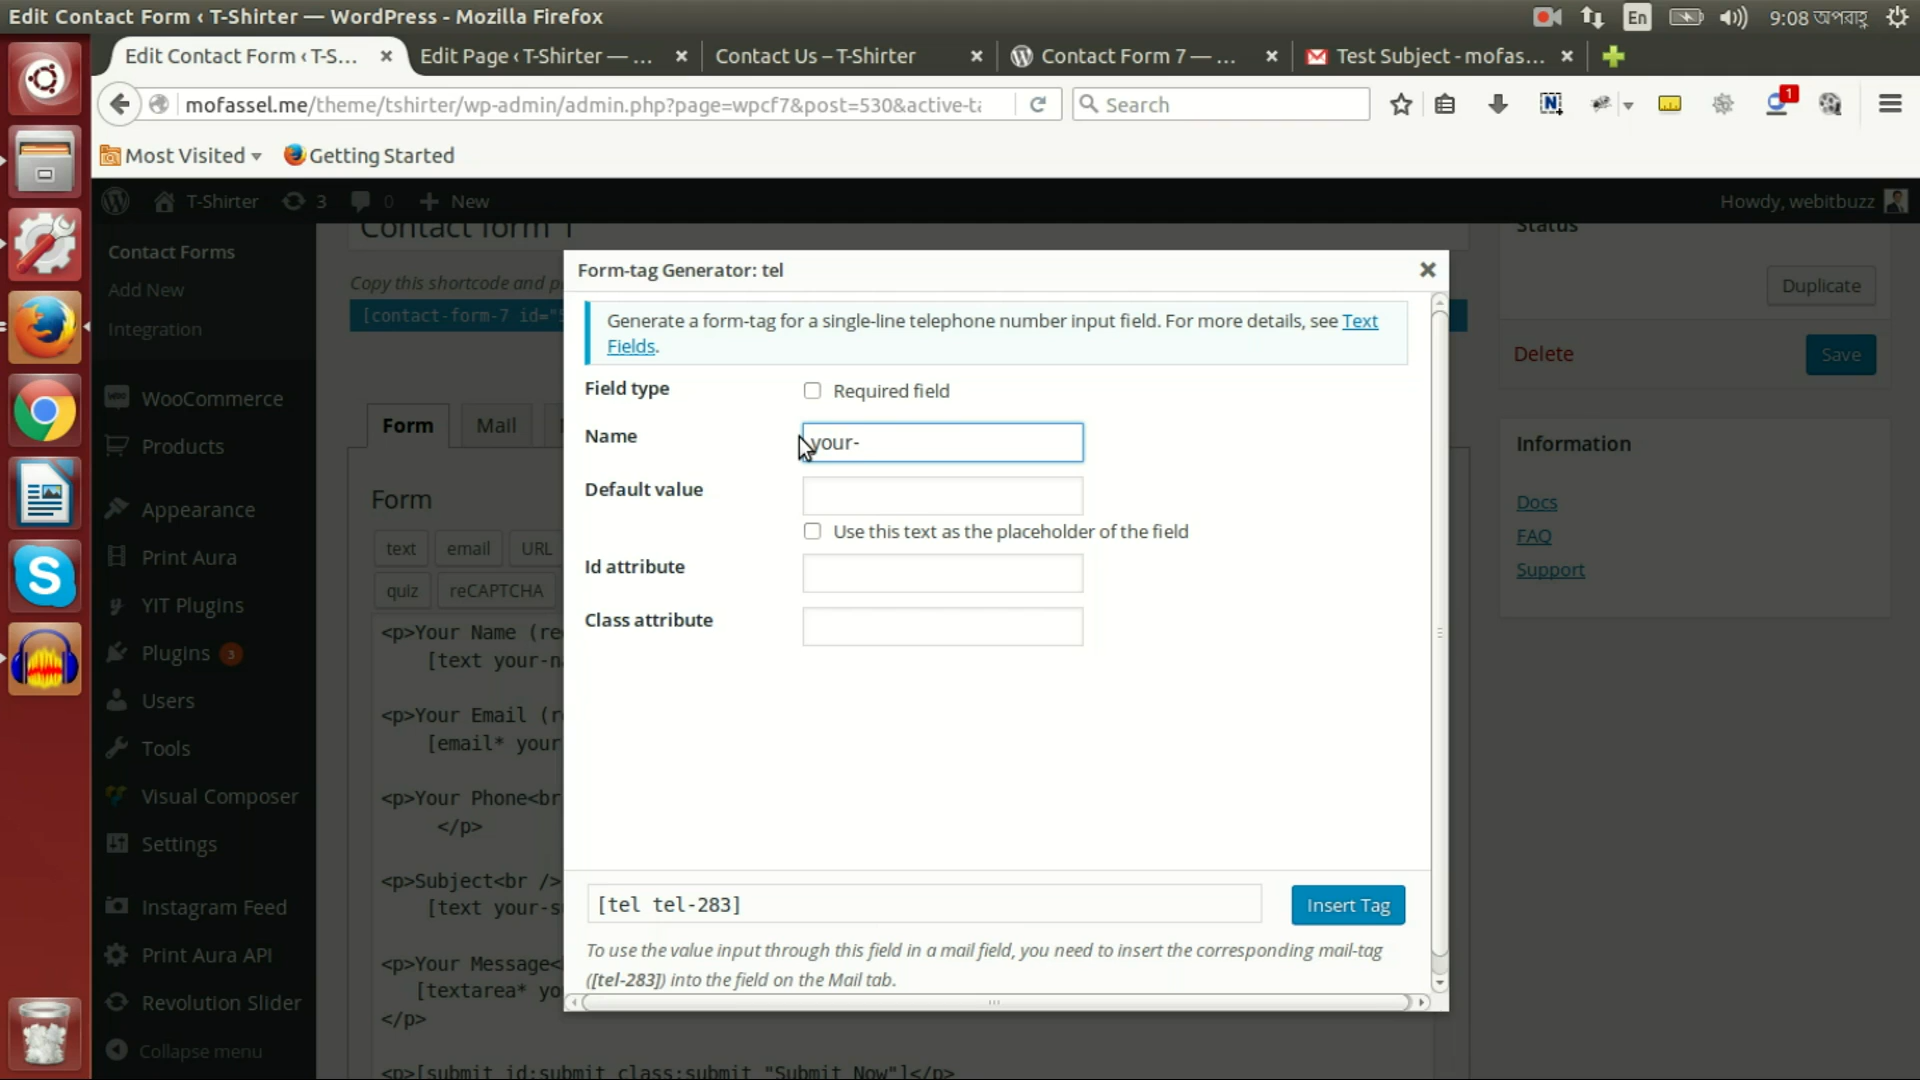 Edit Contact Form ‹ T-Shirter — WordPress - Mozilla Firefox
En
9:08 অপরাহ্ণ
Edit Contact Form ‹ T-S...
Edit Page ‹ T-Shirter — ...
Contact Us – T-Shirter
Contact Form 7 — ...
Test Subject - mofas...
mofassel.me/theme/tshirter/wp-admin/admin.php?page=wpcf7&post=530&active-ta
Search
1
Most Visited
Getting Started
T-Shirter
3
0
New
Howdy, webitbuzz
Contact Forms
Add New
Integration
WooCommerce
Products
Appearance
Print Aura
YIT Plugins
Plugins 3
Users
Tools
Visual Composer
Settings
Instagram Feed
Print Aura API
Revolution Slider
Collapse menu
Contact form 1
Copy this shortcode and p
[contact-form-7 id="5
Form
Mail
Form
text
email
URL
quiz
reCAPTCHA
<p>Your Name (re
[text your-na
<p>Your Email (r
[email* your
<p>Your Phone<br
</p>
<p>Subject<br />
[text your-s
<p>Your Message<
[textarea* yo
</p>
<p>[submit id:submit class:submit "Submit Now"]</p>
Form-tag Generator: tel
Generate a form-tag for a single-line telephone number input field. For more details, see Text
Fields.
Field type
Required field
Name
your-
Default value
Use this text as the placeholder of the field
Id attribute
Class attribute
[tel tel-283]
Insert Tag
To use the value input through this field in a mail field, you need to insert the corresponding mail-tag
([tel-283]) into the field on the Mail tab.
Status
Duplicate
Delete
Save
Information
Docs
FAQ
Support